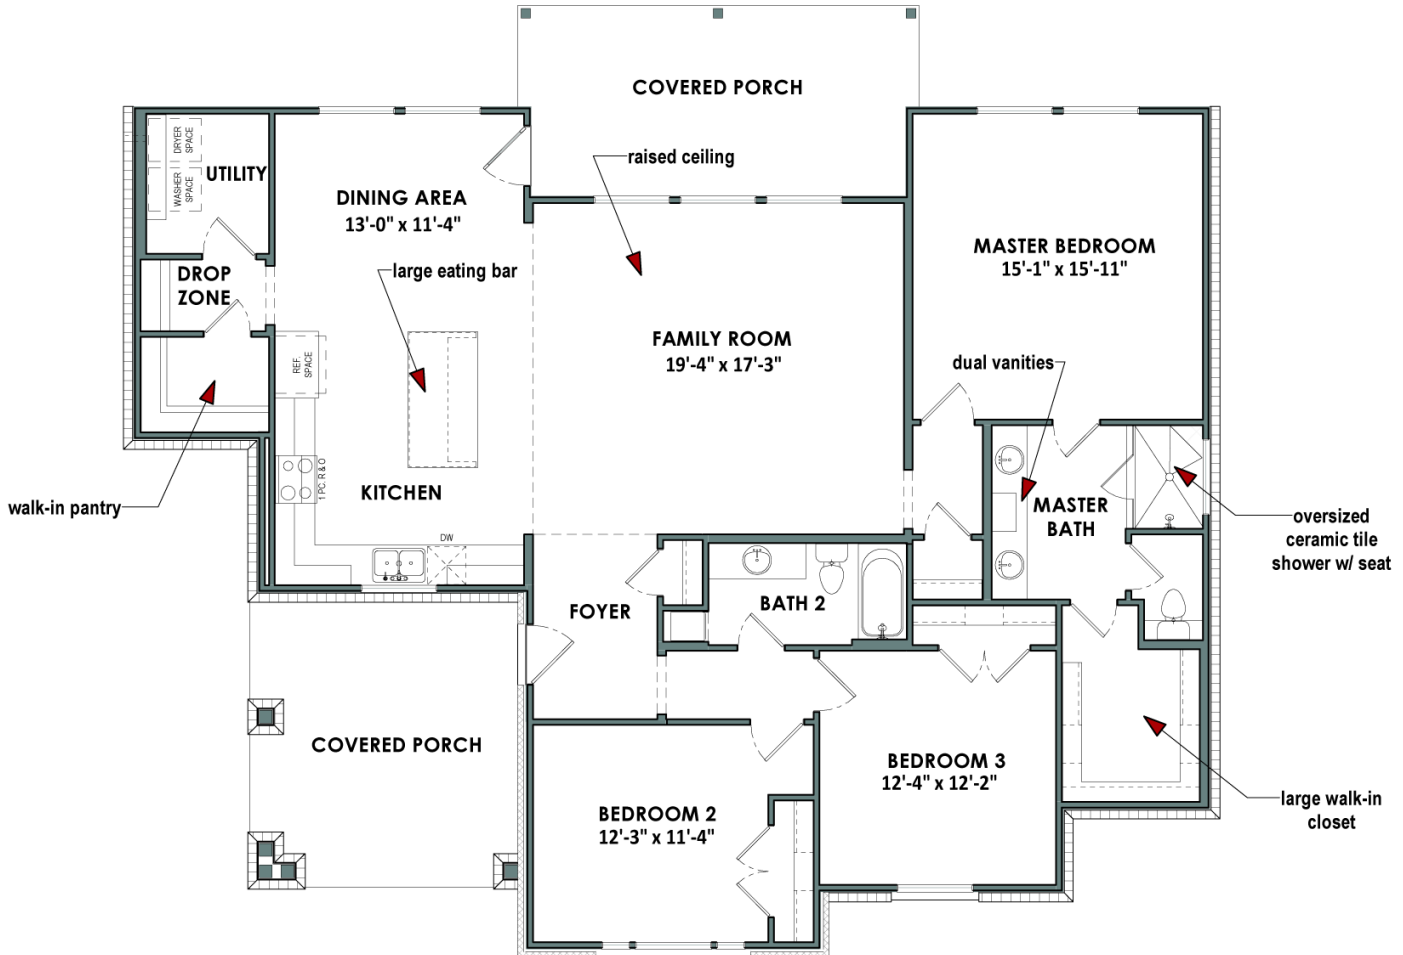 COVERED PORCH
raised ceiling
DRYER
SPACE
WASHER
SPACE
UTILITY
DINING AREA
13'-0" x 11'-4"
MASTER BEDROOM
15'-1" x 15'-11"
DROP
ZONE
large eating bar
FAMILY ROOM
19'-4" x 17'-3"
REF.
SPACE
dual vanities
1 PC. R & O
KITCHEN
walk-in pantry
MASTER
BATH
oversized
ceramic tile
shower w/ seat
DW
FOYER
BATH 2
COVERED PORCH
BEDROOM 3
12'-4" x 12'-2"
BEDROOM 2
12'-3" x 11'-4"
large walk-in
closet